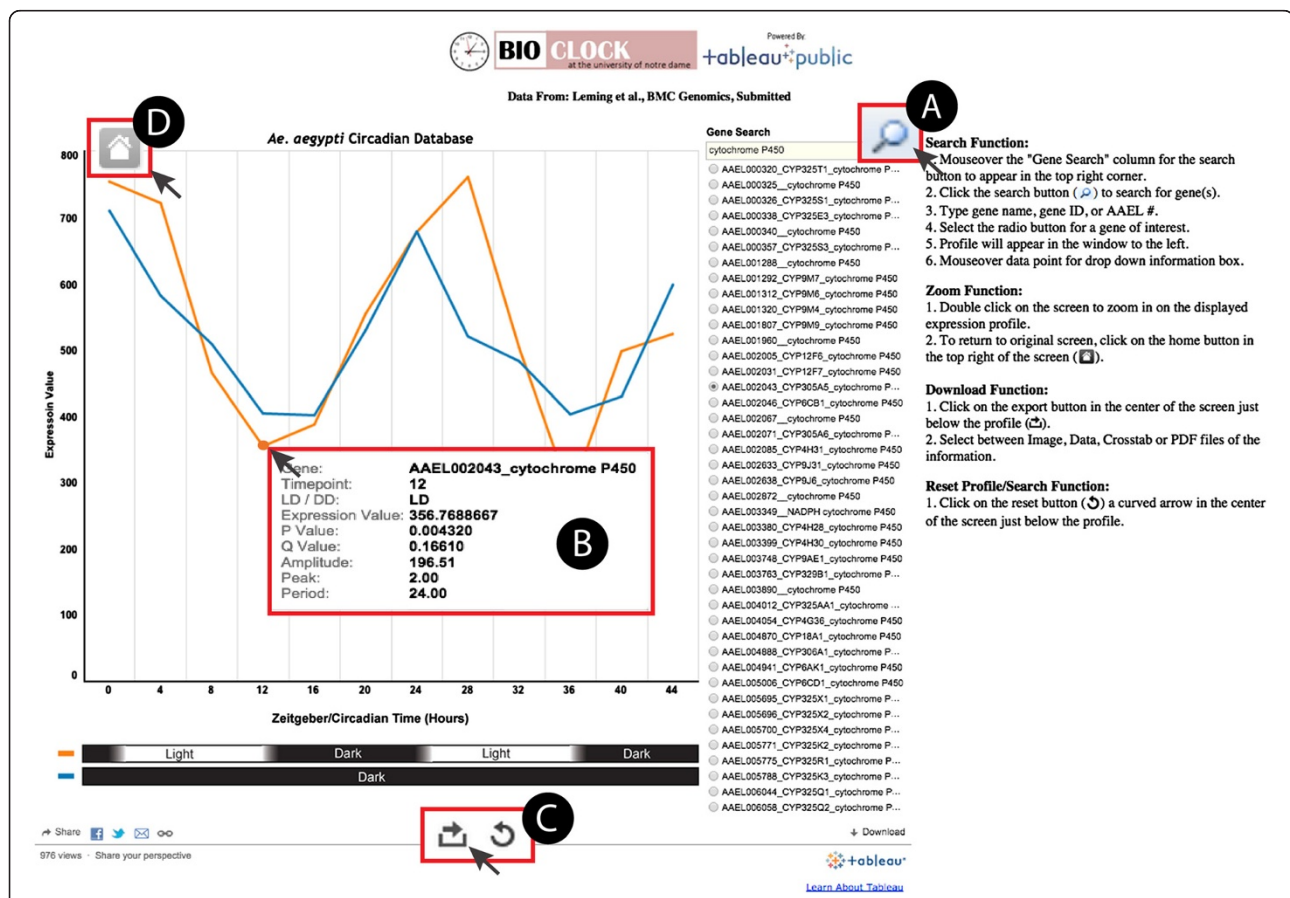 BIO CLOCK
at the university of notre dame
Powered By:
+ableau public
Data From: Leming et al., BMC Genomics, Submitted
D
A
Ae. aegypti Circadian Database
Expressoin Value
800
700
600
500
400
300
200
100
0
0 4 8 12 16 20 24 28 32 36 40 44
Zeitgeber/Circadian Time (Hours)
Light Dark Light Dark
Dark
Gene: AAEL002043_cytochrome P450
Timepoint: 12
LD / DD: LD
Expression Value: 356.7688667
P Value: 0.004320
Q Value: 0.16610
Amplitude: 196.51
Peak: 2.00
Period: 24.00
B
Gene Search
cytochrome P450
AAEL000320_CYP325T1_cytochrome P...
AAEL000325__cytochrome P450
AAEL000326_CYP325S1_cytochrome P...
AAEL000338_CYP325E3_cytochrome P...
AAEL000340__cytochrome P450
AAEL000357_CYP325S3_cytochrome P...
AAEL001288__cytochrome P450
AAEL001292_CYP9M7_cytochrome P450
AAEL001312_CYP9M6_cytochrome P450
AAEL001320_CYP9M4_cytochrome P450
AAEL001807_CYP9M9_cytochrome P450
AAEL001960__cytochrome P450
AAEL002005_CYP12F6_cytochrome P450
AAEL002031_CYP12F7_cytochrome P450
AAEL002043_CYP305A5_cytochrome P...
AAEL002046_CYP6CB1_cytochrome P450
AAEL002067__cytochrome P450
AAEL002071_CYP305A6_cytochrome P...
AAEL002085_CYP4H31_cytochrome P450
AAEL002633_CYP9J31_cytochrome P450
AAEL002638_CYP9J6_cytochrome P450
AAEL002872__cytochrome P450
AAEL003349__NADPH cytochrome P450
AAEL003380_CYP4H28_cytochrome P450
AAEL003399_CYP4H30_cytochrome P450
AAEL003748_CYP9AE1_cytochrome P450
AAEL003763_CYP329B1_cytochrome P...
AAEL003890__cytochrome P450
AAEL004012_CYP325AA1_cytochrome ...
AAEL004054_CYP4G36_cytochrome P450
AAEL004870_CYP18A1_cytochrome P450
AAEL004888_CYP306A1_cytochrome P...
AAEL004941_CYP6AK1_cytochrome P450
AAEL005006_CYP6CD1_cytochrome P450
AAEL005695_CYP325X1_cytochrome P...
AAEL005696_CYP325X2_cytochrome P...
AAEL005700_CYP325X4_cytochrome P...
AAEL005771_CYP325K2_cytochrome P...
AAEL005775_CYP325R1_cytochrome P...
AAEL005788_CYP325K3_cytochrome P...
AAEL006044_CYP325Q1_cytochrome P...
AAEL006058_CYP325Q2_cytochrome P...
Search Function:
1. Mouseover the "Gene Search" column for the search
button to appear in the top right corner.
2. Click the search button ( ) to search for gene(s).
3. Type gene name, gene ID, or AAEL #.
4. Select the radio button for a gene of interest.
5. Profile will appear in the window to the left.
6. Mouseover data point for drop down information box.
Zoom Function:
1. Double click on the screen to zoom in on the displayed
expression profile.
2. To return to original screen, click on the home button in
the top right of the screen ( ).
Download Function:
1. Click on the export button in the center of the screen just
below the profile ( ).
2. Select between Image, Data, Crosstab or PDF files of the
information.
Reset Profile/Search Function:
1. Click on the reset button ( ) a curved arrow in the center
of the screen just below the profile.
C
Share
Download
976 views · Share your perspective
+ableau
Learn About Tableau